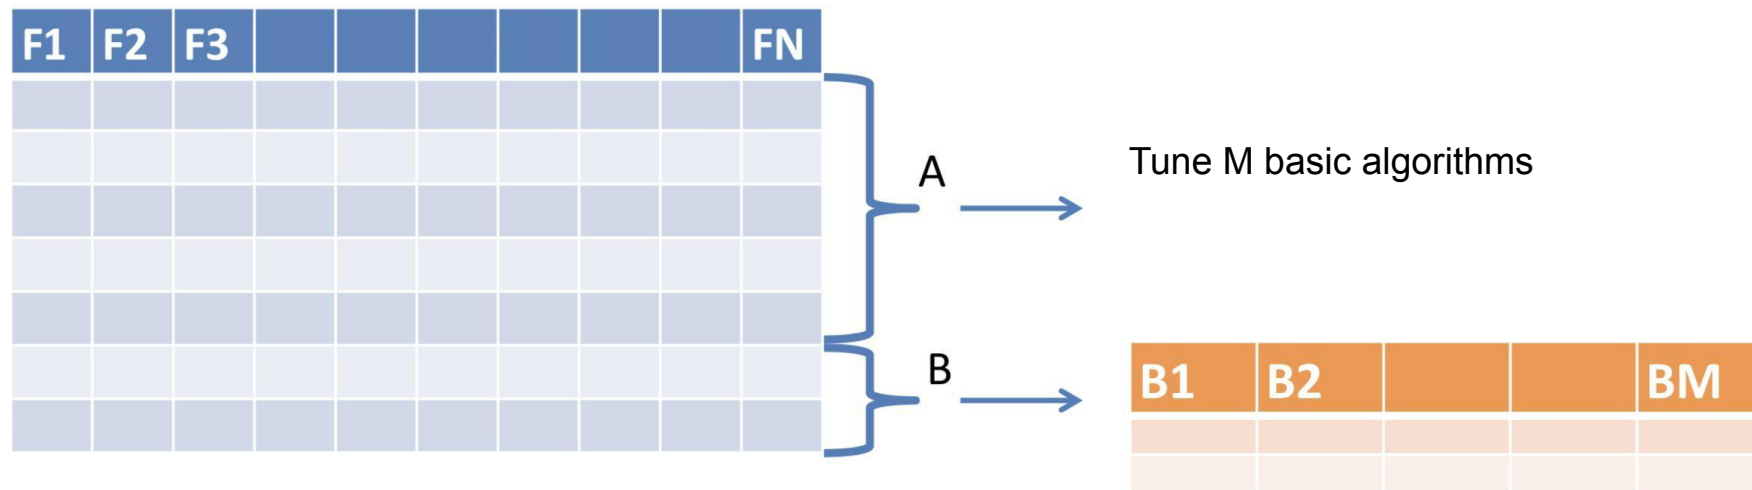 F1 F2 F3 FN
A
Tune M basic algorithms
B
B1 B2 BM